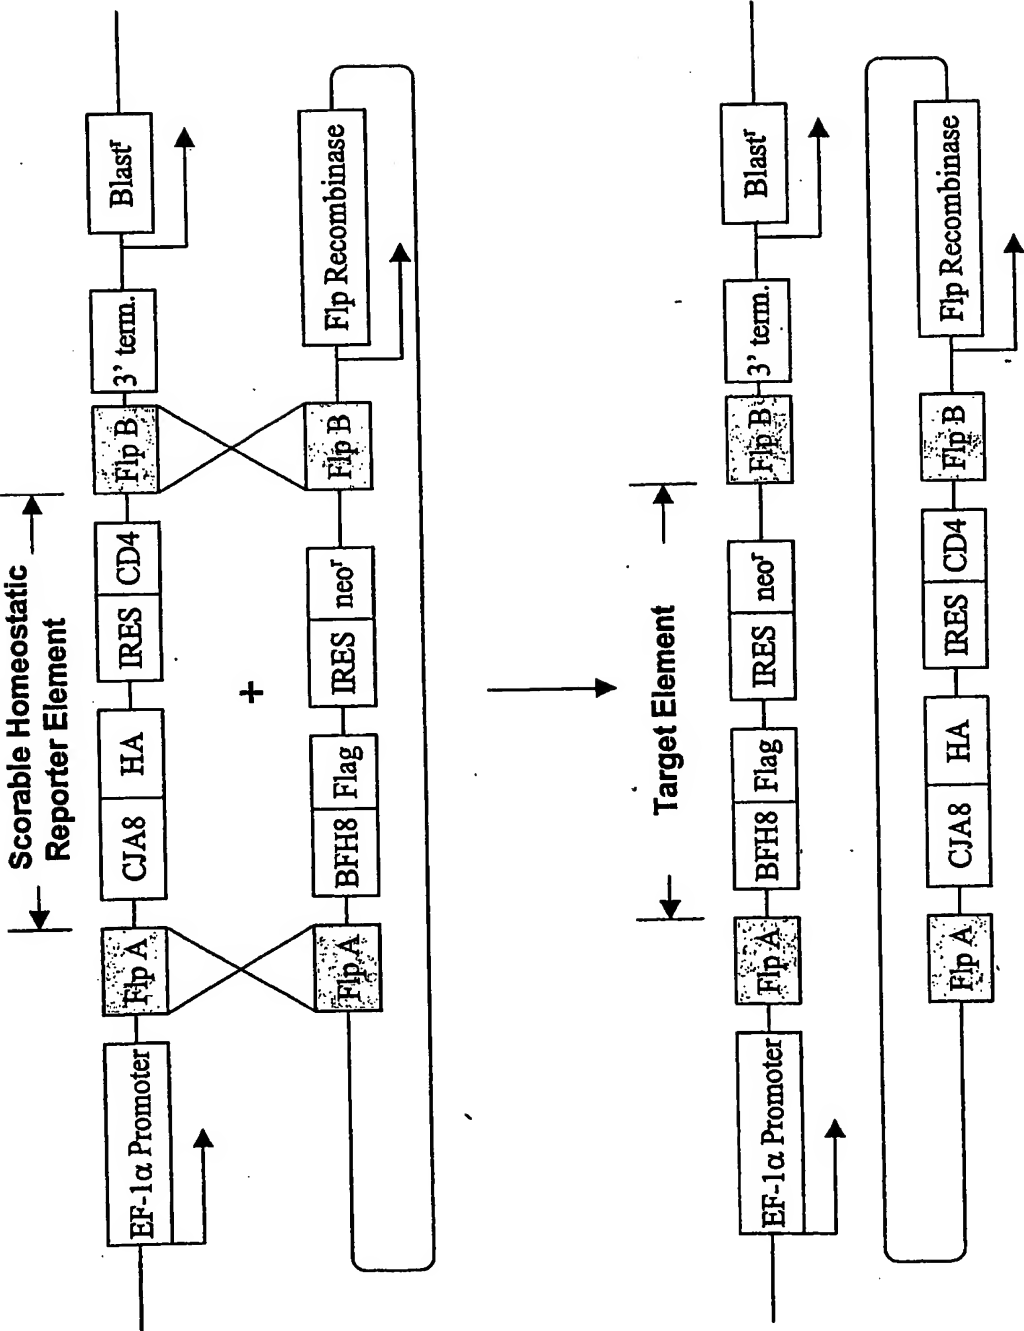 Scorable Homeostatic
Reporter Element
EF-1α Promoter
Flp A
CJA8
HA
IRES
CD4
Flp B
3' term.
Blastʳ
+
Flp A
BFH8
Flag
IRES
neoʳ
Flp B
Flp Recombinase
Target Element
EF-1α Promoter
Flp A
BFH8
Flag
IRES
neoʳ
Flp B
3' term.
Blastʳ
Flp A
CJA8
HA
IRES
CD4
Flp B
Flp Recombinase